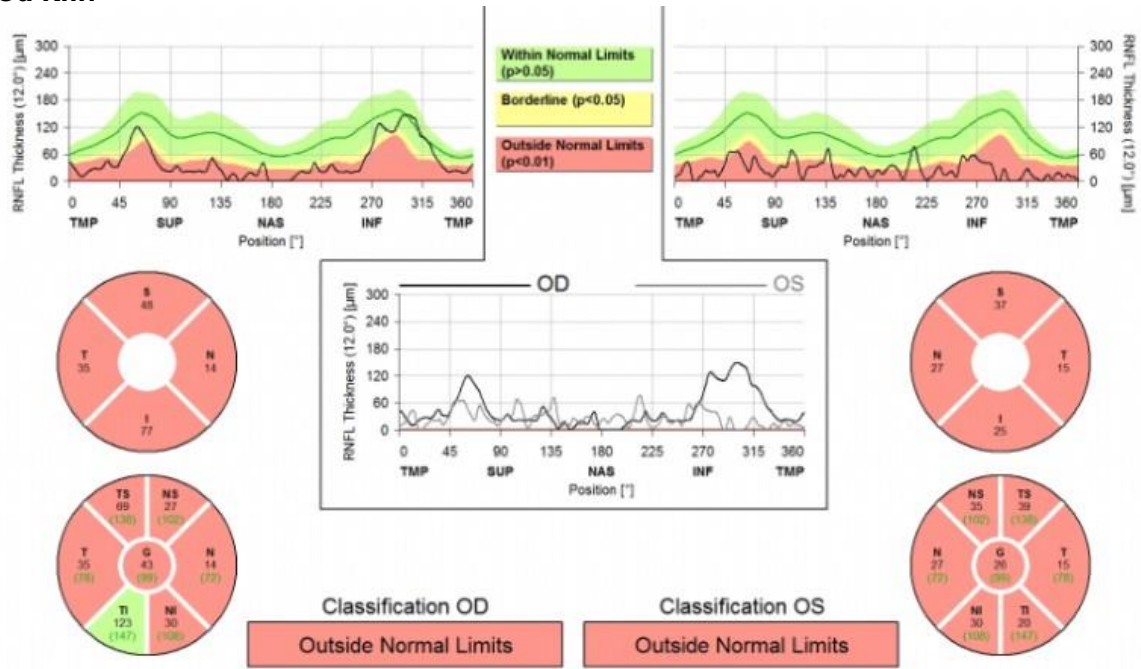 300
240
180
120
60
0
RNFL Thickness (12.0°) [µm]
0 45 90 135 180 225 270 315 360
TMP SUP NAS INF TMP
Position [°]
Within Normal Limits
(p>0.05)
Borderline (p<0.05)
Outside Normal Limits
(p<0.01)
300
240
180
120
60
0
RNFL Thickness (12.0°) [µm]
0 45 90 135 180 225 270 315 360
TMP SUP NAS INF TMP
Position [°]
S
48
T
35
N
14
I
77
OD OS
300
240
180
120
60
0
RNFL Thickness (12.0°) [µm]
0 45 90 135 180 225 270 315 360
TMP SUP NAS INF TMP
Position [°]
S
37
N
27
T
15
I
25
TS
69
(138)
NS
27
(102)
T
35
(78)
G
43
(98)
N
14
(72)
TI
123
(147)
NI
30
(108)
Classification OD
Outside Normal Limits
Classification OS
Outside Normal Limits
NS
35
(102)
TS
39
(138)
N
27
(72)
G
26
T
15
(78)
NI
30
(108)
TI
20
(147)